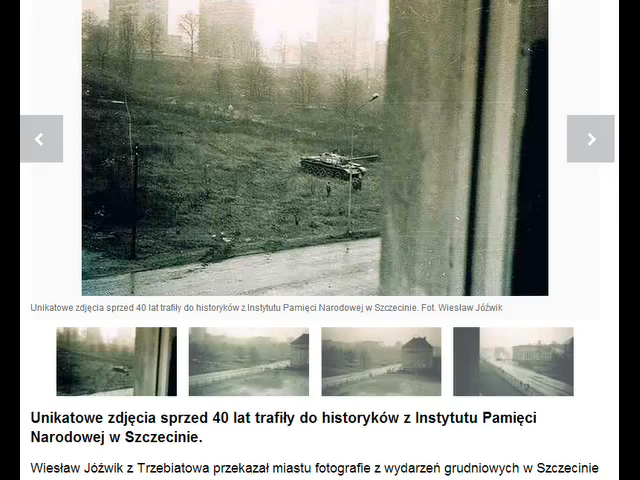 Unikatowe zdjęcia sprzed 40 lat trafiły do historyków z Instytutu Pamięci Narodowej w Szczecinie. Fot. Wiesław Jóźwik
Unikatowe zdjęcia sprzed 40 lat trafiły do historyków z Instytutu Pamięci
Narodowej w Szczecinie.
Wiesław Jóźwik z Trzebiatowa przekazał miastu fotografie z wydarzeń grudniowych w Szczecinie